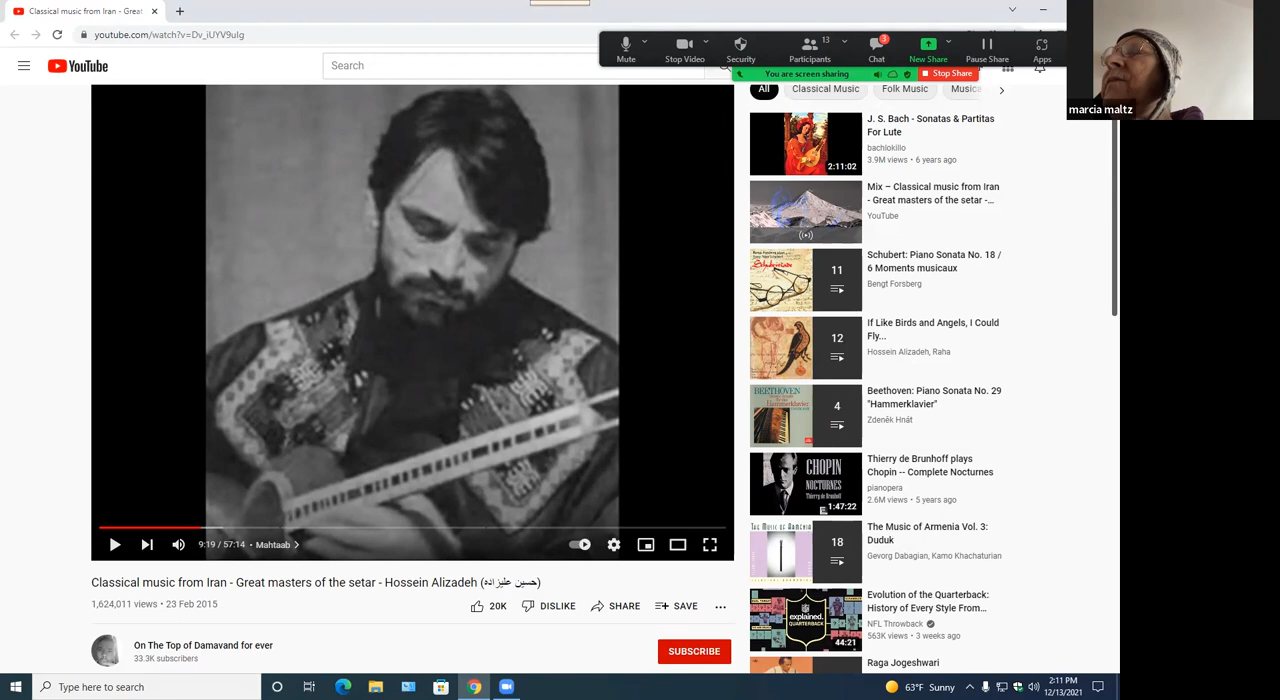 Classical music from Iran - Great
youtube.com/watch?v=Dv_iUYV9uIg
YouTube
Search
Mute
Stop Video
Security
13
Participants
3
Chat
New Share
Pause Share
Apps
You are screen sharing
Stop Share
marcia maltz
All
Classical Music
Folk Music
Musica
J. S. Bach - Sonatas & Partitas
For Lute
bachlokillo
3.9M views • 6 years ago
2:11:02
Mix – Classical music from Iran
- Great masters of the setar -...
YouTube
11
Schubert: Piano Sonata No. 18 /
6 Moments musicaux
Bengt Forsberg
12
If Like Birds and Angels, I Could
Fly...
Hossein Alizadeh, Raha
BEETHOVEN
4
Beethoven: Piano Sonata No. 29
"Hammerklavier"
Zdeněk Hnát
CHOPIN
NOCTURNES
1:47:22
Thierry de Brunhoff plays
Chopin -- Complete Nocturnes
pianopera
2.6M views • 5 years ago
THE MUSIC OF ARMENIA
18
The Music of Armenia Vol. 3:
Duduk
Gevorg Dabagian, Kamo Khachaturian
explained.
QUARTERBACK
44:21
Evolution of the Quarterback:
History of Every Style From...
NFL Throwback
563K views • 3 weeks ago
Raga Jogeshwari
9:19 / 57:14 • Mahtaab
Classical music from Iran - Great masters of the setar - Hossein Alizadeh (حسین علیزاده)
1,624,011 views • 23 Feb 2015
20K
DISLIKE
SHARE
SAVE
On The Top of Damavand for ever
33.3K subscribers
SUBSCRIBE
Type here to search
63°F Sunny
2:11 PM
12/13/2021